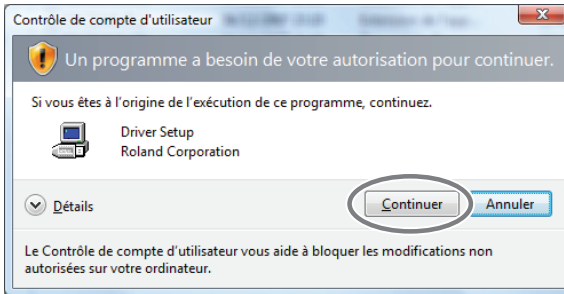 Contrôle de compte d'utilisateur
Un programme a besoin de votre autorisation pour continuer.
Si vous êtes à l'origine de l'exécution de ce programme, continuez.
Driver Setup
Roland Corporation
Détails
Continuer
Annuler
Le Contrôle de compte d'utilisateur vous aide à bloquer les modifications non
autorisées sur votre ordinateur.